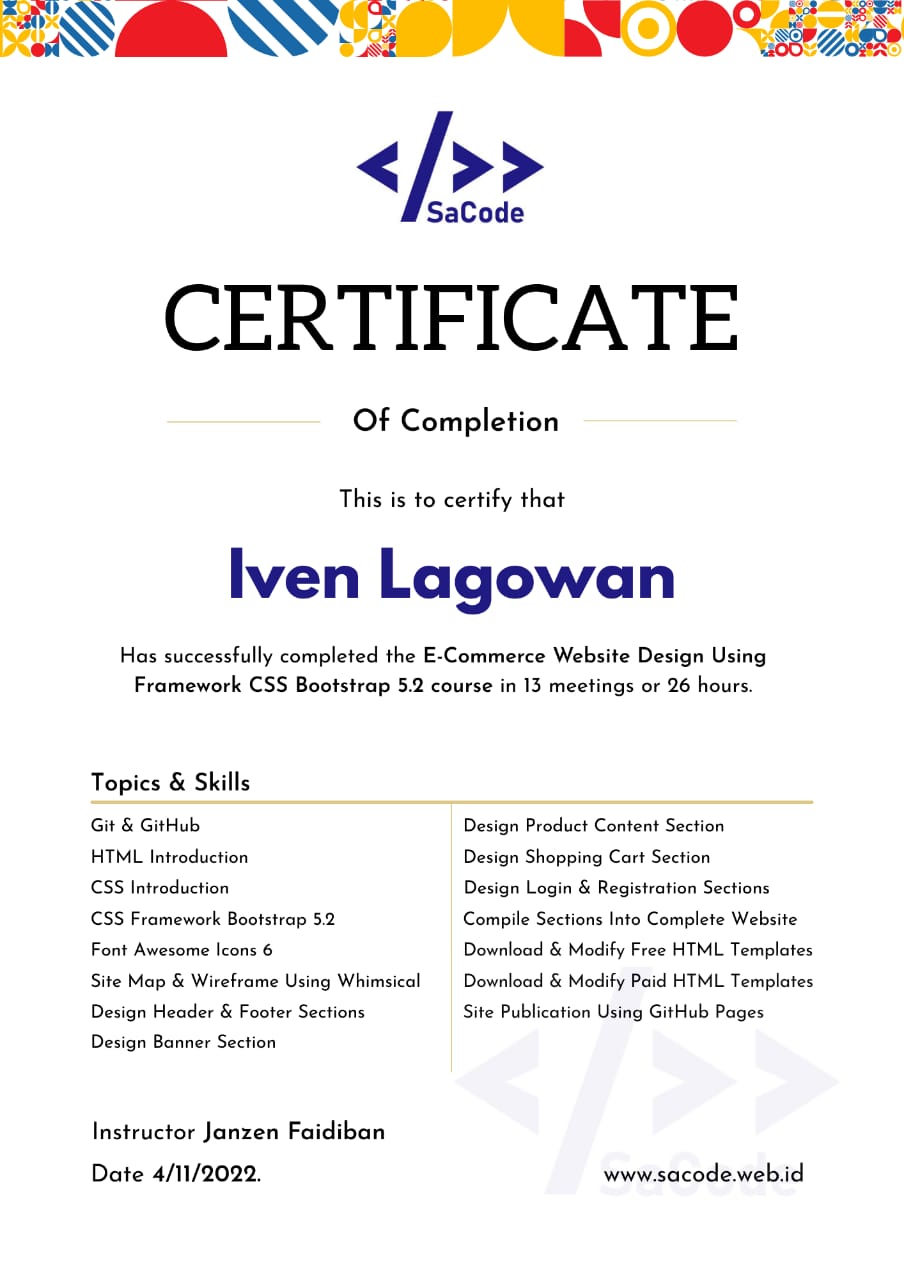 SaCode
CERTIFICATE
Of Completion
This is to certify that
Iven Lagowan
Has successfully completed the E-Commerce Website Design Using
Framework CSS Bootstrap 5.2 course in 13 meetings or 26 hours.
Topics & Skills
Git & GitHub
HTML Introduction
CSS Introduction
CSS Framework Bootstrap 5.2
Font Awesome Icons 6
Site Map & Wireframe Using Whimsical
Design Header & Footer Sections
Design Banner Section
Design Product Content Section
Design Shopping Cart Section
Design Login & Registration Sections
Compile Sections Into Complete Website
Download & Modify Free HTML Templates
Download & Modify Paid HTML Templates
Site Publication Using GitHub Pages
Instructor Janzen Faidiban
Date 4/11/2022.
SaCode
www.sacode.web.id